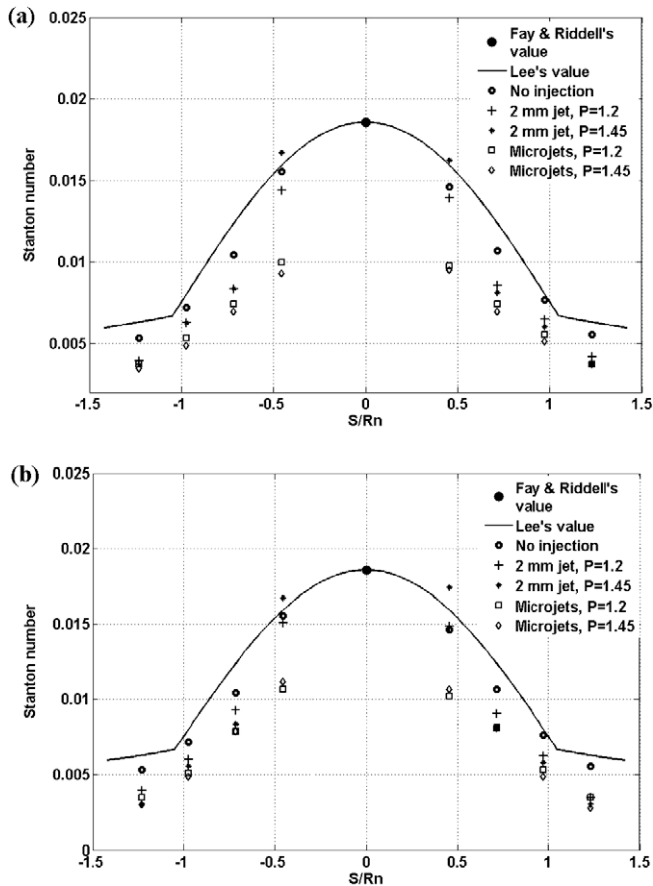 (a)
0.025
0.02
0.015
0.01
0.005
Stanton number
-1.5
-1
-0.5
0
0.5
1
1.5
S/Rn
Fay & Riddell's
value
Lee's value
No injection
2 mm jet, P=1.2
2 mm jet, P=1.45
Microjets, P=1.2
Microjets, P=1.45
(b)
0.025
0.02
0.015
0.01
0.005
0
Stanton number
-1.5
-1
-0.5
0
0.5
1
1.5
S/Rn
Fay & Riddell's
value
Lee's value
No injection
2 mm jet, P=1.2
2 mm jet, P=1.45
Microjets, P=1.2
Microjets, P=1.45